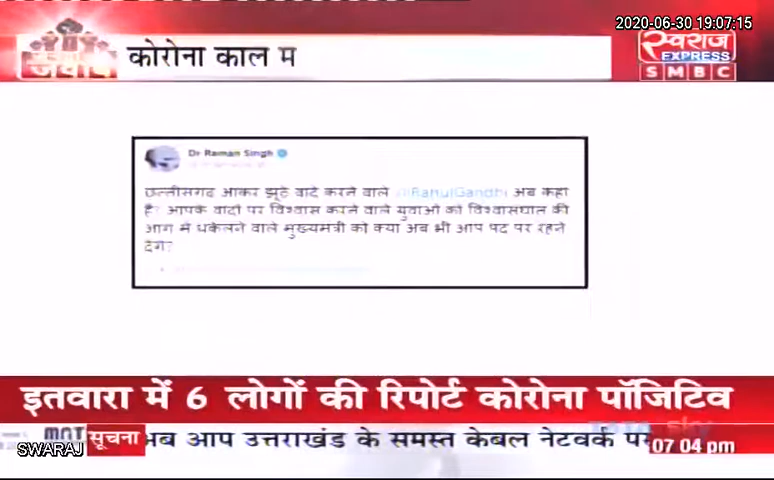 2020-06-30 19:07:15
जवाब
कोरोना काल म
स्वराज
EXPRESS
SMBC
Dr Raman Singh
छत्तीसगढ़ आकर झूठे वादे करने वाले @RahulGandhi अब कहा
है? आपके वादों पर विश्वास करने वाले युवाओं को विश्वासघात की
आग में धकेलने वाले मुख्यमंत्री को क्या अब भी आप पद पर रहने
देंगे?
इतवारा में 6 लोगों की रिपोर्ट कोरोना पॉजिटिव
सूचना अब आप उत्तराखंड के समस्त केबल नेटवर्क पर
07 04 pm
SWARAJ